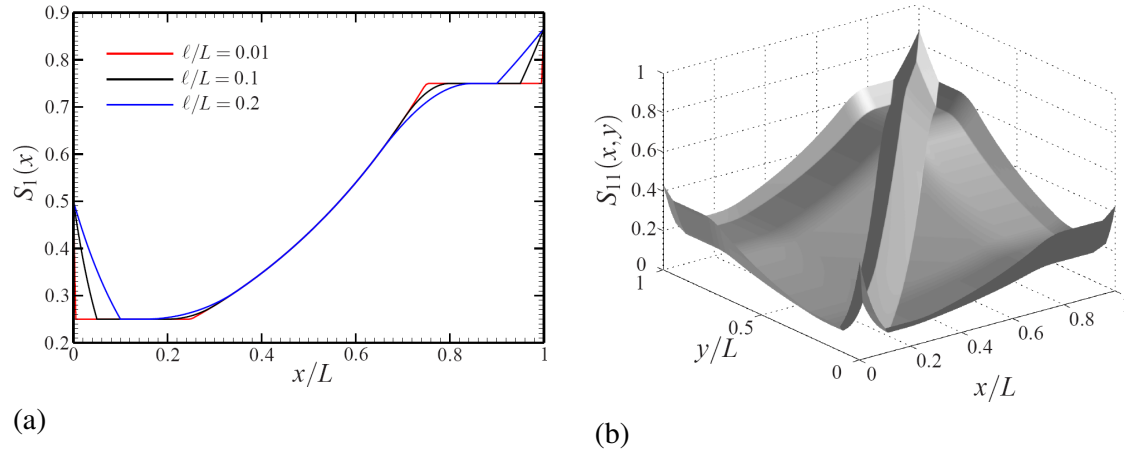 0.9
0.8
0.7
0.6
0.5
0.4
0.3
0.2
S₁(x)
ℓ/L = 0.01
ℓ/L = 0.1
ℓ/L = 0.2
0 0.2 0.4 0.6 0.8 1
x/L
(a)
1
0.8
0.6
0.4
0.2
0
S₁₁(x,y)
1 0.5 0
y/L
0 0.2 0.4 0.6 0.8
x/L
(b)